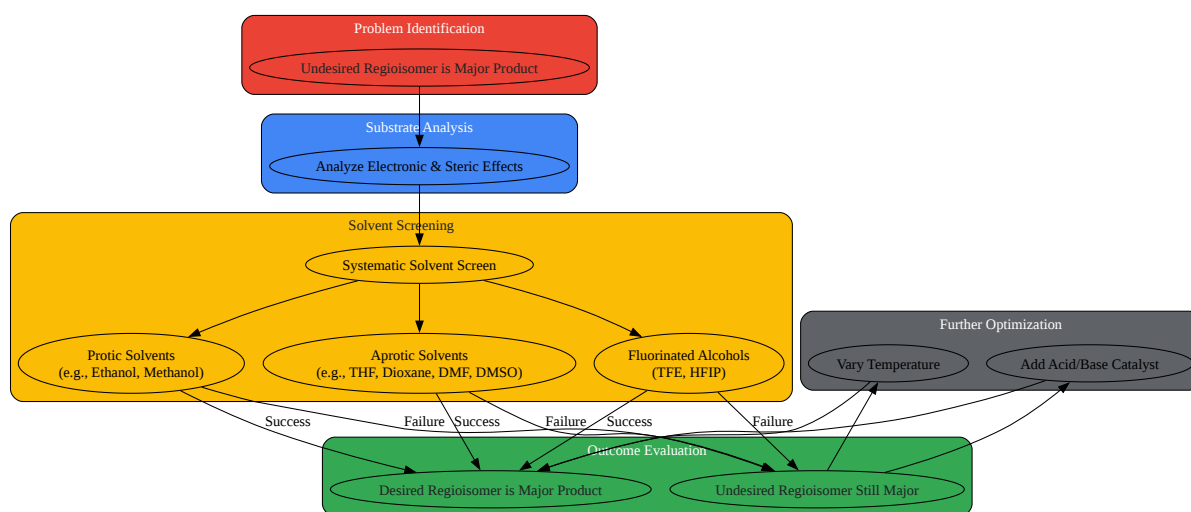 Problem Identification
Undesired Regioisomer is Major Product
Substrate Analysis
Analyze Electronic & Steric Effects
Solvent Screening
Systematic Solvent Screen
Protic Solvents
(e.g., Ethanol, Methanol)
Aprotic Solvents
(e.g., THF, Dioxane, DMF, DMSO)
Fluorinated Alcohols
(TFE, HFIP)
Further Optimization
Vary Temperature
Add Acid/Base Catalyst
Success
Failure
Success
Failure
Success
Failure
Outcome Evaluation
Desired Regioisomer is Major Product
Undesired Regioisomer Still Major